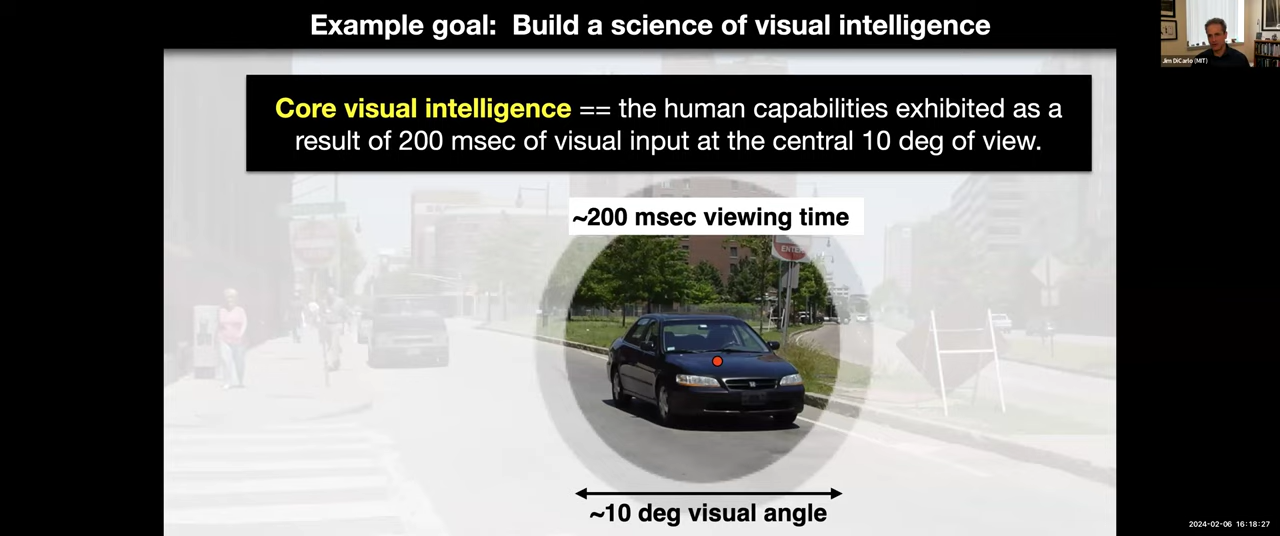 Example goal:  Build a science of visual intelligence
Jim DiCarlo (MIT)
Core visual intelligence == the human capabilities exhibited as a
result of 200 msec of visual input at the central 10 deg of view.
~200 msec viewing time
ENTER
~10 deg visual angle
2024-02-06 16:18:27